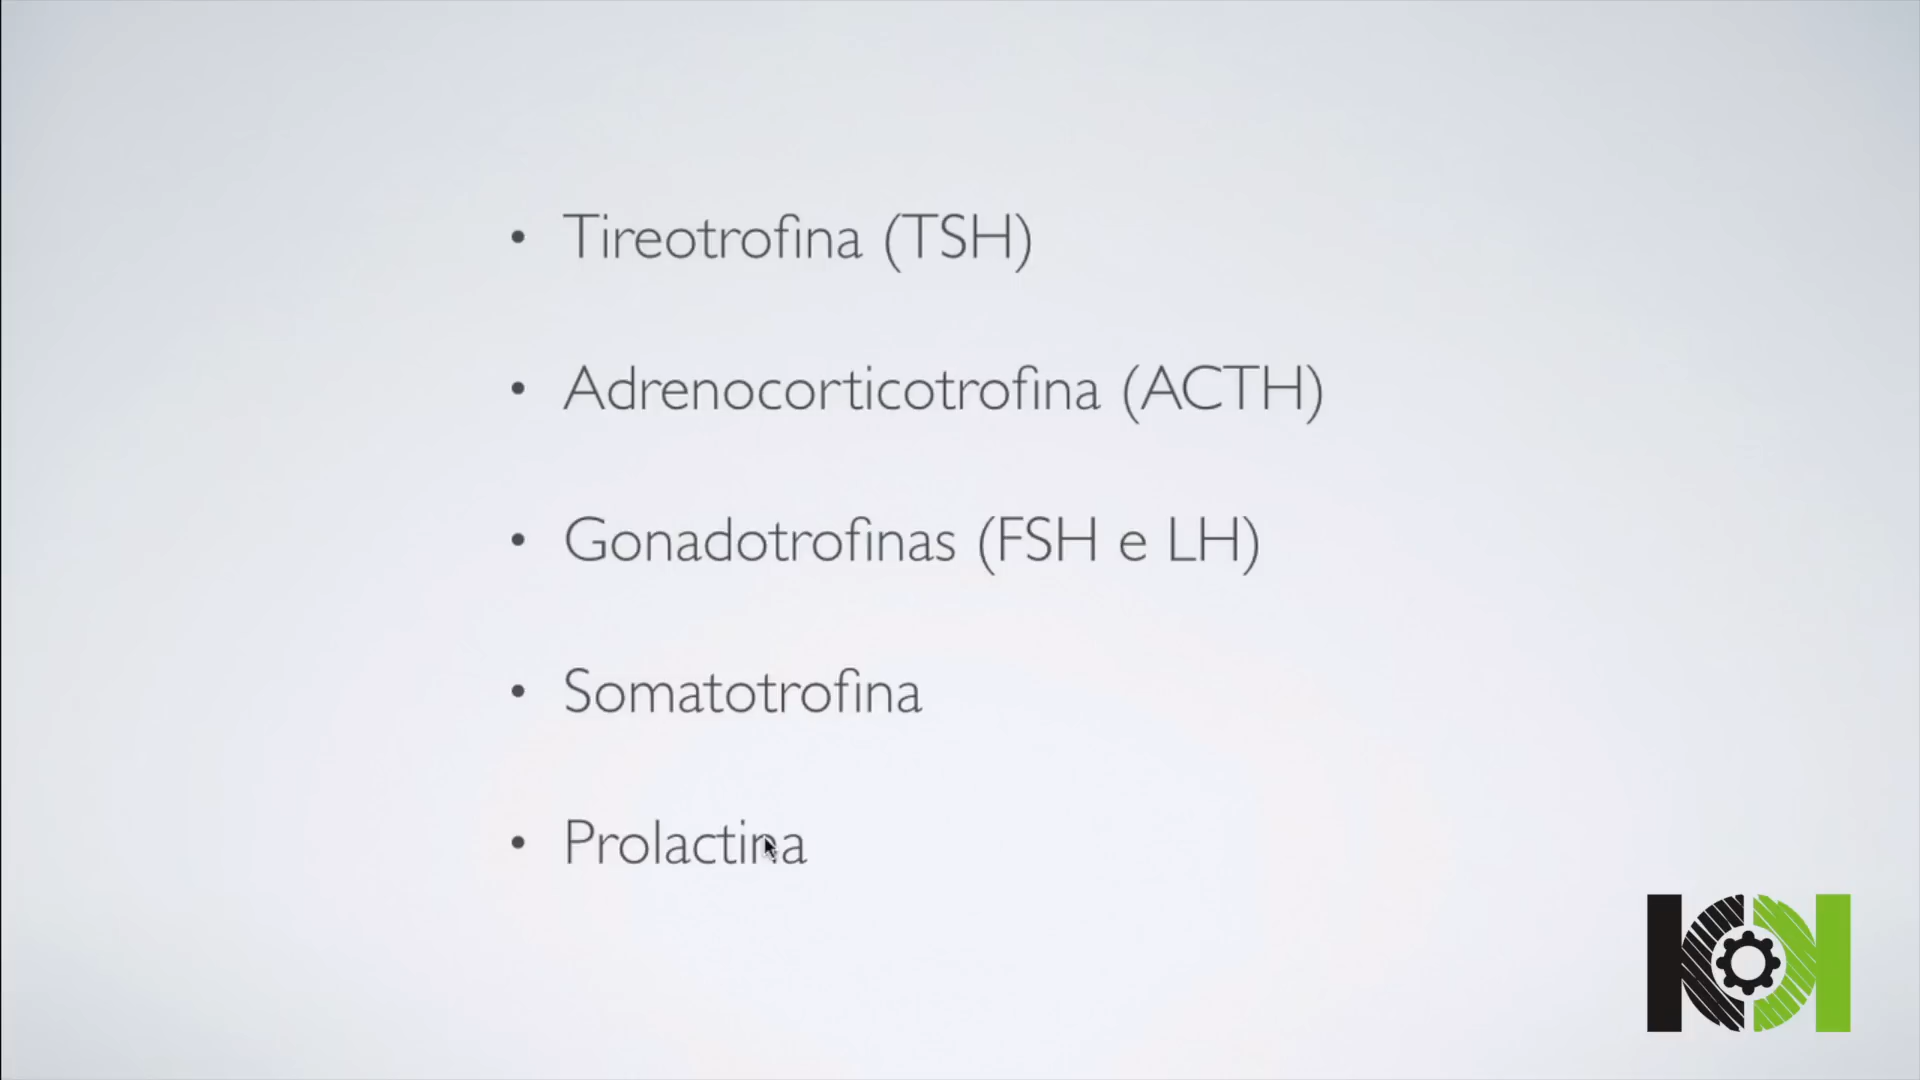 • Tireotrofina (TSH)
• Adrenocorticotrofina (ACTH)
• Gonadotrofinas (FSH e LH)
• Somatotrofina
• Prolactina